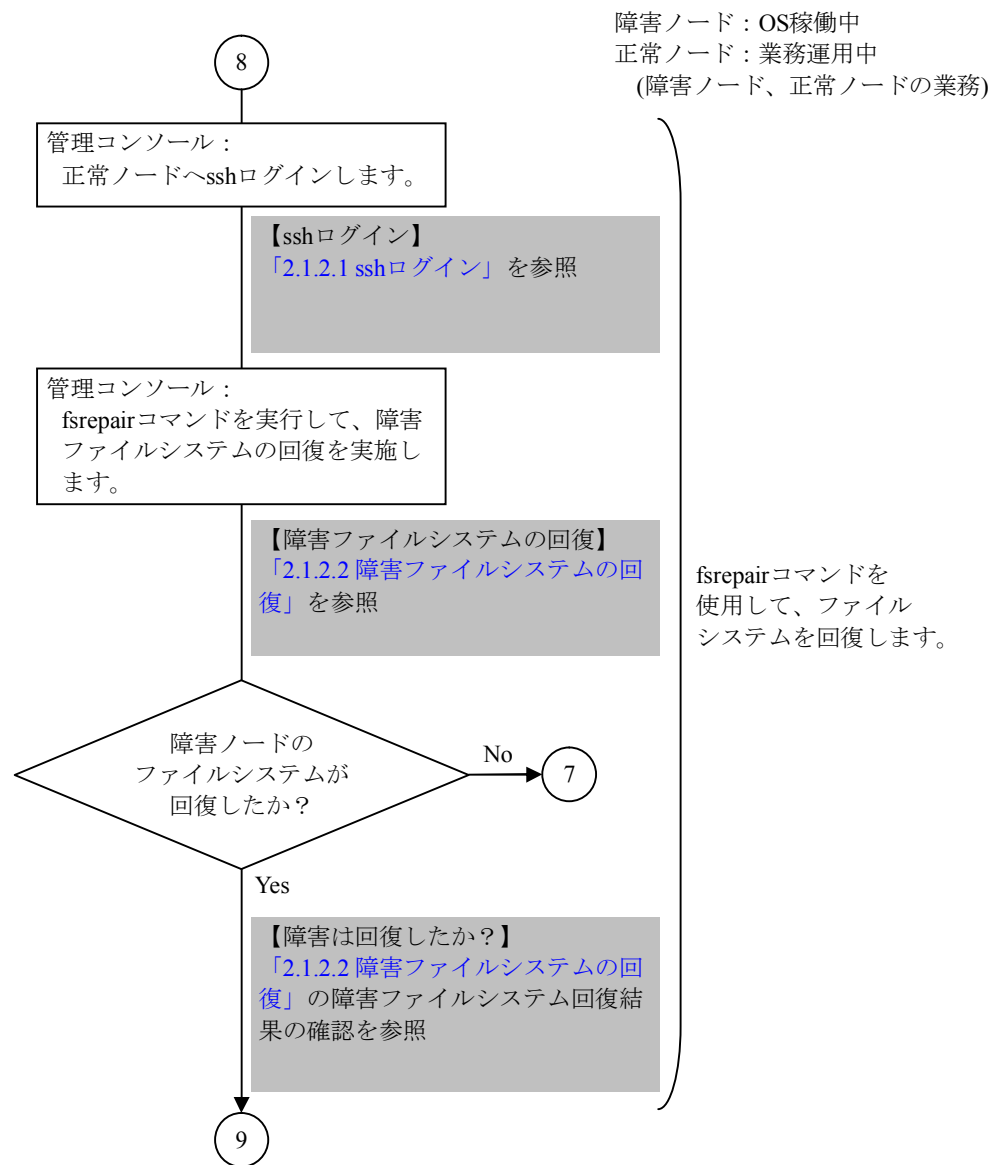 障害ノード：OS稼働中
正常ノード：業務運用中
(障害ノード、正常ノードの業務)
8
管理コンソール：
正常ノードへsshログインします。
【sshログイン】
「2.1.2.1 sshログイン」を参照
管理コンソール：
fsrepairコマンドを実行して、障害
ファイルシステムの回復を実施し
ます。
【障害ファイルシステムの回復】
「2.1.2.2 障害ファイルシステムの回
復」を参照
fsrepairコマンドを
使用して、ファイル
システムを回復します。
障害ノードの
ファイルシステムが
回復したか？
No
7
Yes
【障害は回復したか？】
「2.1.2.2 障害ファイルシステムの回
復」の障害ファイルシステム回復結
果の確認を参照
9